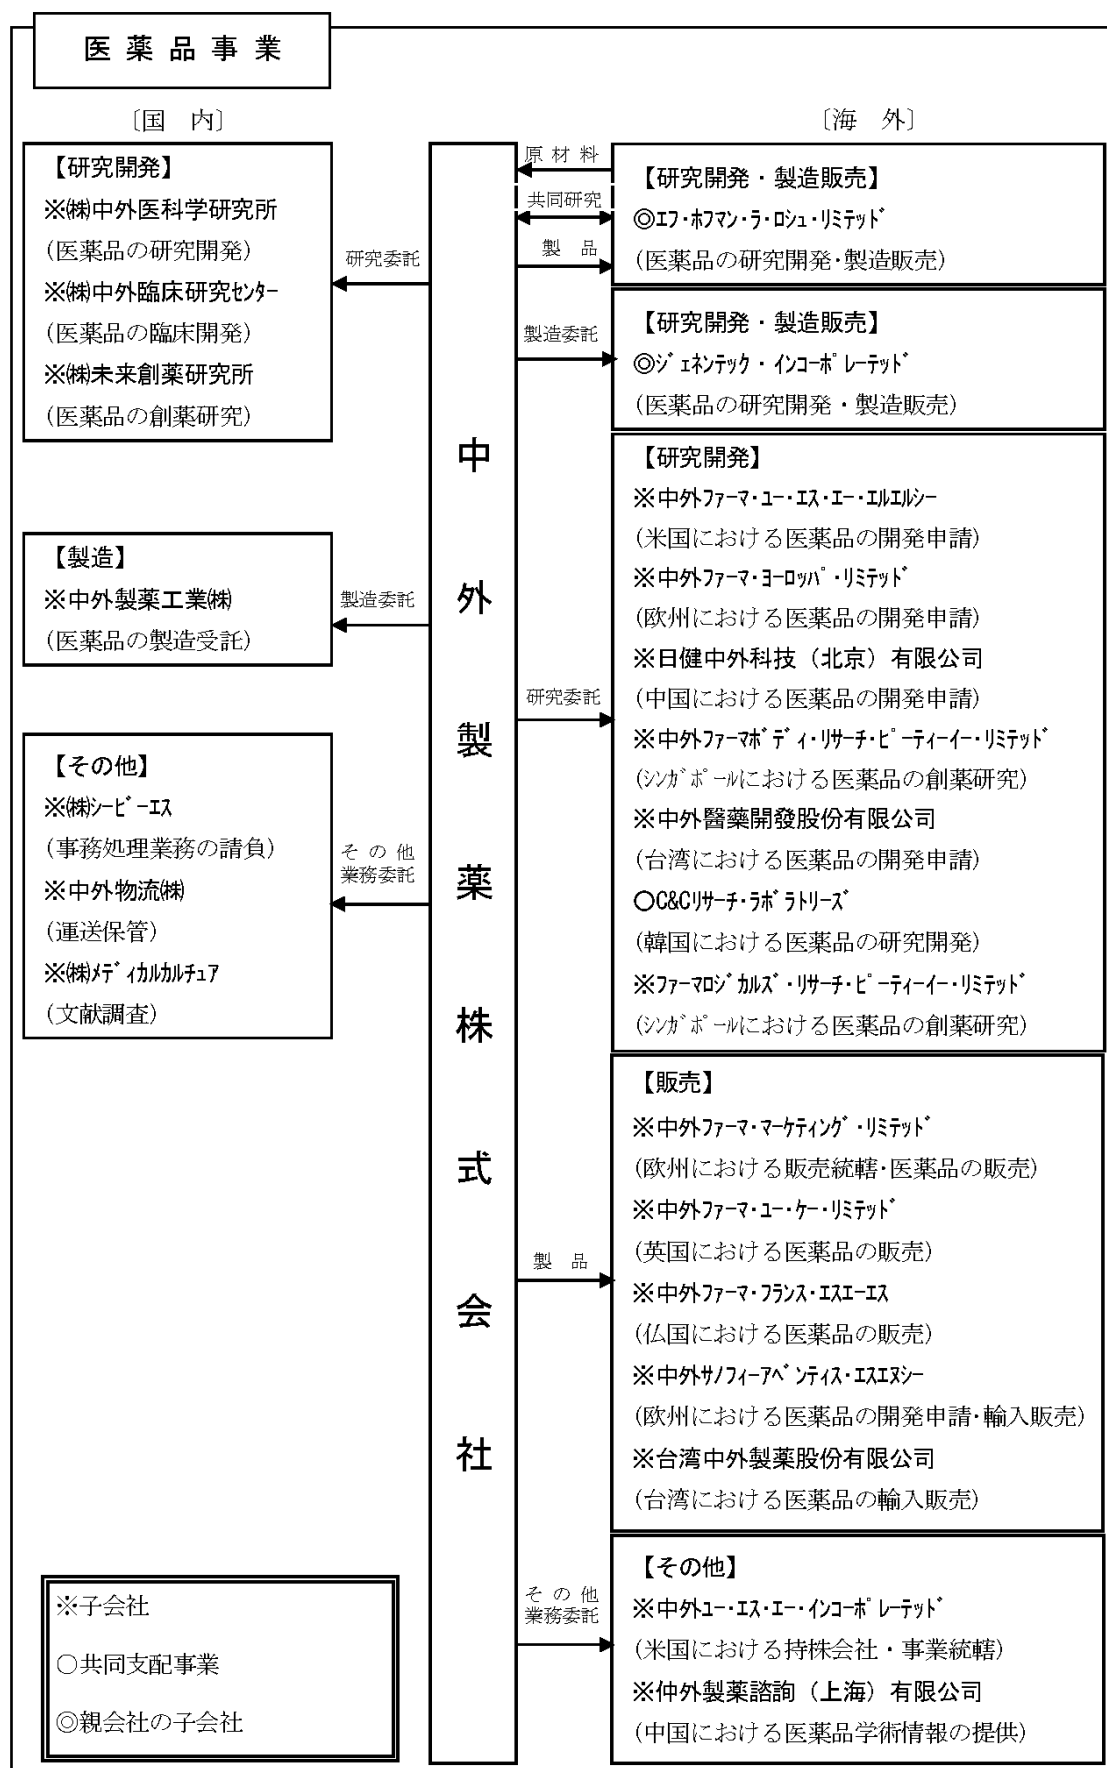 医薬品事業
〔国　内〕
【研究開発】
※㈱中外医科学研究所
(医薬品の研究開発)
※㈱中外臨床研究ｾﾝﾀｰ
(医薬品の臨床開発)
※㈱未来創薬研究所
(医薬品の創薬研究)
研究委託
【製造】
※中外製薬工業㈱
(医薬品の製造受託)
製造委託
【その他】
※㈱ｼｰﾋﾞｰｴｽ
(事務処理業務の請負)
※中外物流㈱
(運送保管)
※㈱ﾒﾃﾞｨｶﾙｶﾙﾁｭｱ
(文献調査)
その他
業務委託
※子会社
○共同支配事業
◎親会社の子会社
中外製薬株式会社
〔海　外〕
原材料
共同研究
製　品
【研究開発・製造販売】
◎ｴﾌ･ﾎﾌﾏﾝ･ﾗ･ﾛｼｭ･ﾘﾐﾃｯﾄﾞ
(医薬品の研究開発･製造販売)
製造委託
【研究開発・製造販売】
◎ｼﾞｪﾈﾝﾃｯｸ・ｲﾝｺｰﾎﾟﾚｰﾃｯﾄﾞ
(医薬品の研究開発・製造販売)
研究委託
【研究開発】
※中外ﾌｧｰﾏ･ﾕｰ･ｴｽ･ｴｰ･ｴﾙｴﾙｼｰ
(米国における医薬品の開発申請)
※中外ﾌｧｰﾏ･ﾖｰﾛｯﾊﾟ･ﾘﾐﾃｯﾄﾞ
(欧州における医薬品の開発申請)
※日健中外科技（北京）有限公司
(中国における医薬品の開発申請)
※中外ﾌｧｰﾏﾎﾞﾃﾞｨ･ﾘｻｰﾁ･ﾋﾟｰﾃｨｰｲｰ･ﾘﾐﾃｯﾄﾞ
(ｼﾝｶﾞﾎﾟｰﾙにおける医薬品の創薬研究)
※中外醫藥開發股份有限公司
(台湾における医薬品の開発申請)
○C&Cﾘｻｰﾁ･ﾗﾎﾞﾗﾄﾘｰｽﾞ
(韓国における医薬品の研究開発)
※ﾌｧｰﾏﾛｼﾞｶﾙｽﾞ･ﾘｻｰﾁ･ﾋﾟｰﾃｨｰｲｰ･ﾘﾐﾃｯﾄﾞ
(ｼﾝｶﾞﾎﾟｰﾙにおける医薬品の創薬研究)
製　品
【販売】
※中外ﾌｧｰﾏ･ﾏｰｹﾃｨﾝｸﾞ･ﾘﾐﾃｯﾄﾞ
(欧州における販売統轄･医薬品の販売)
※中外ﾌｧｰﾏ･ﾕｰ･ｹｰ･ﾘﾐﾃｯﾄﾞ
(英国における医薬品の販売)
※中外ﾌｧｰﾏ･ﾌﾗﾝｽ･ｴｽｴｰｴｽ
(仏国における医薬品の販売)
※中外ｻﾉﾌｨｰｱﾍﾞﾝﾃｨｽ･ｴｽｴﾇｼｰ
(欧州における医薬品の開発申請･輸入販売)
※台湾中外製薬股份有限公司
(台湾における医薬品の輸入販売)
その他
業務委託
【その他】
※中外ﾕｰ･ｴｽ･ｴｰ･ｲﾝｺｰﾎﾟﾚｰﾃｯﾄﾞ
(米国における持株会社・事業統轄)
※仲外製薬諮詢（上海）有限公司
(中国における医薬品学術情報の提供)